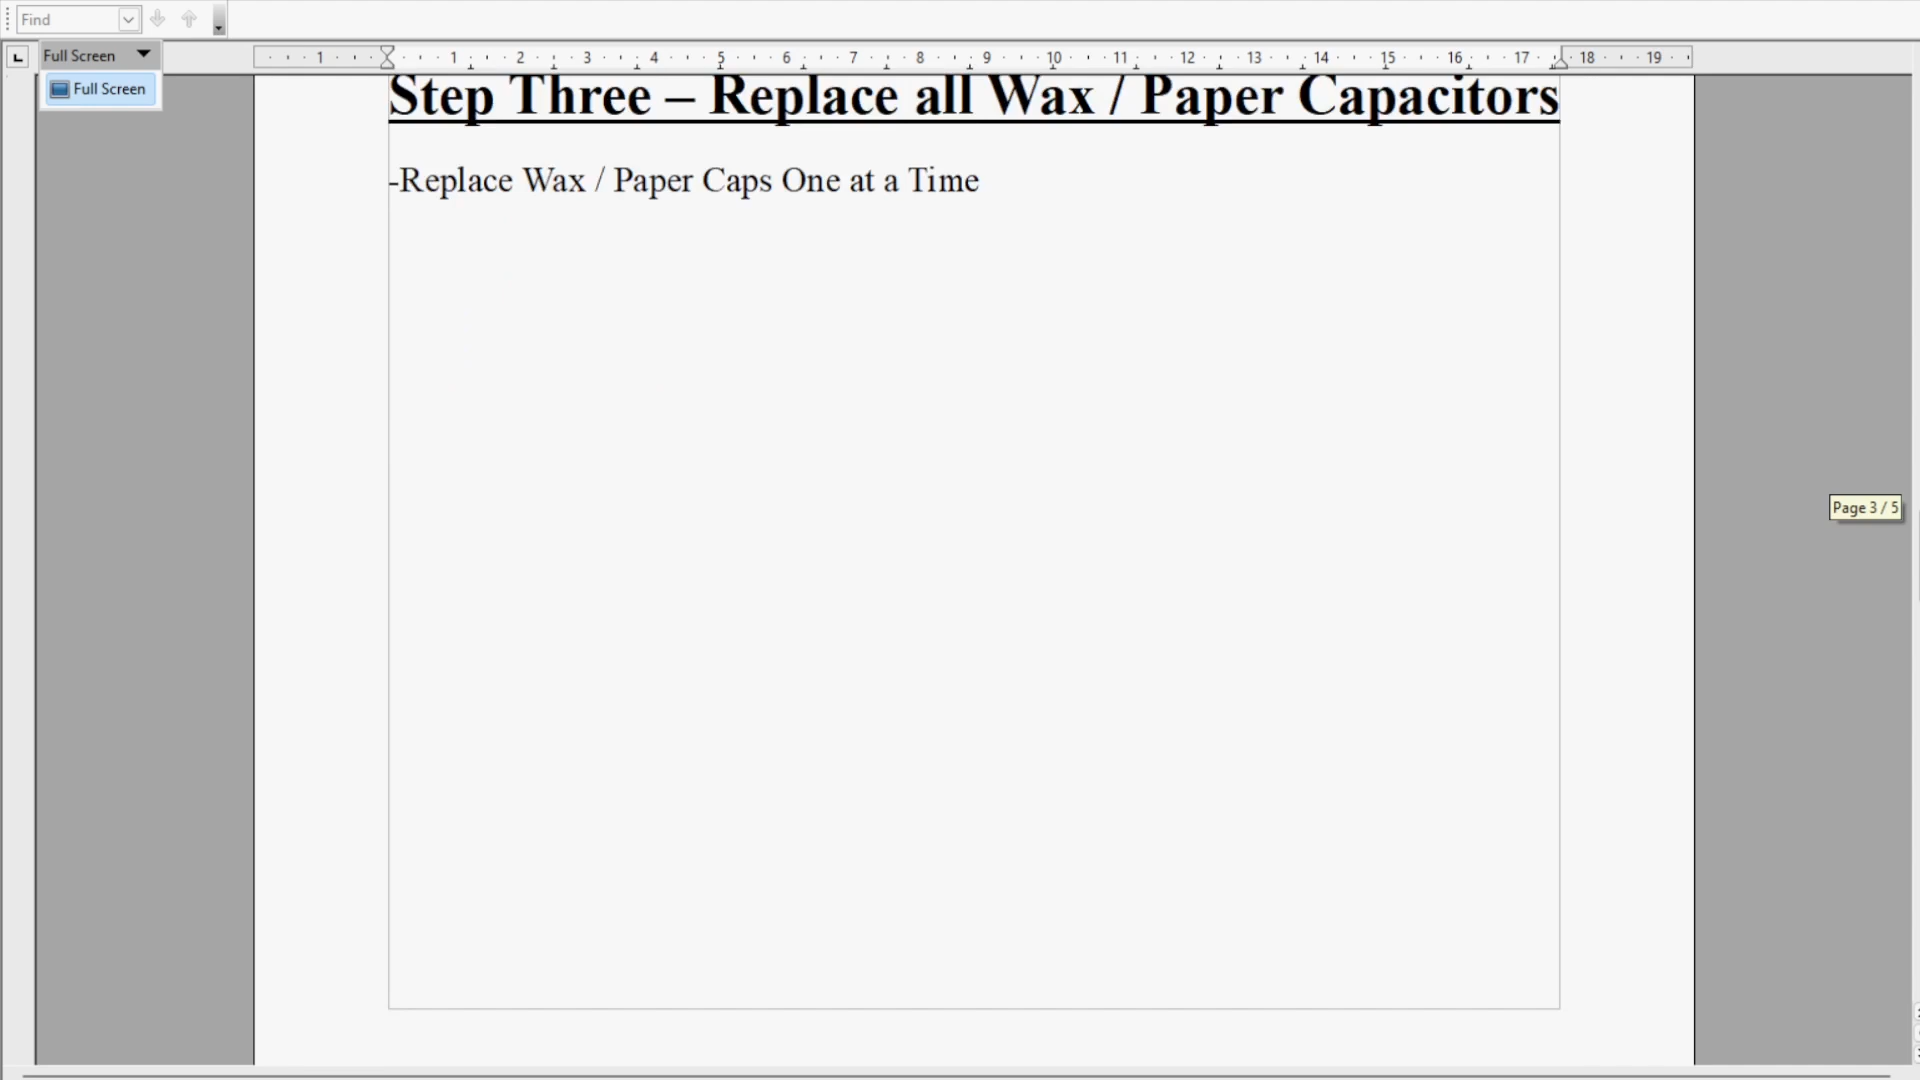 Find
Full Screen
Full Screen
1 1 2 3 4 5 6 7 8 9 10 11 12 13 14 15 16 17 18 19
Step Three – Replace all Wax / Paper Capacitors
-Replace Wax / Paper Caps One at a Time
Page 3 / 5